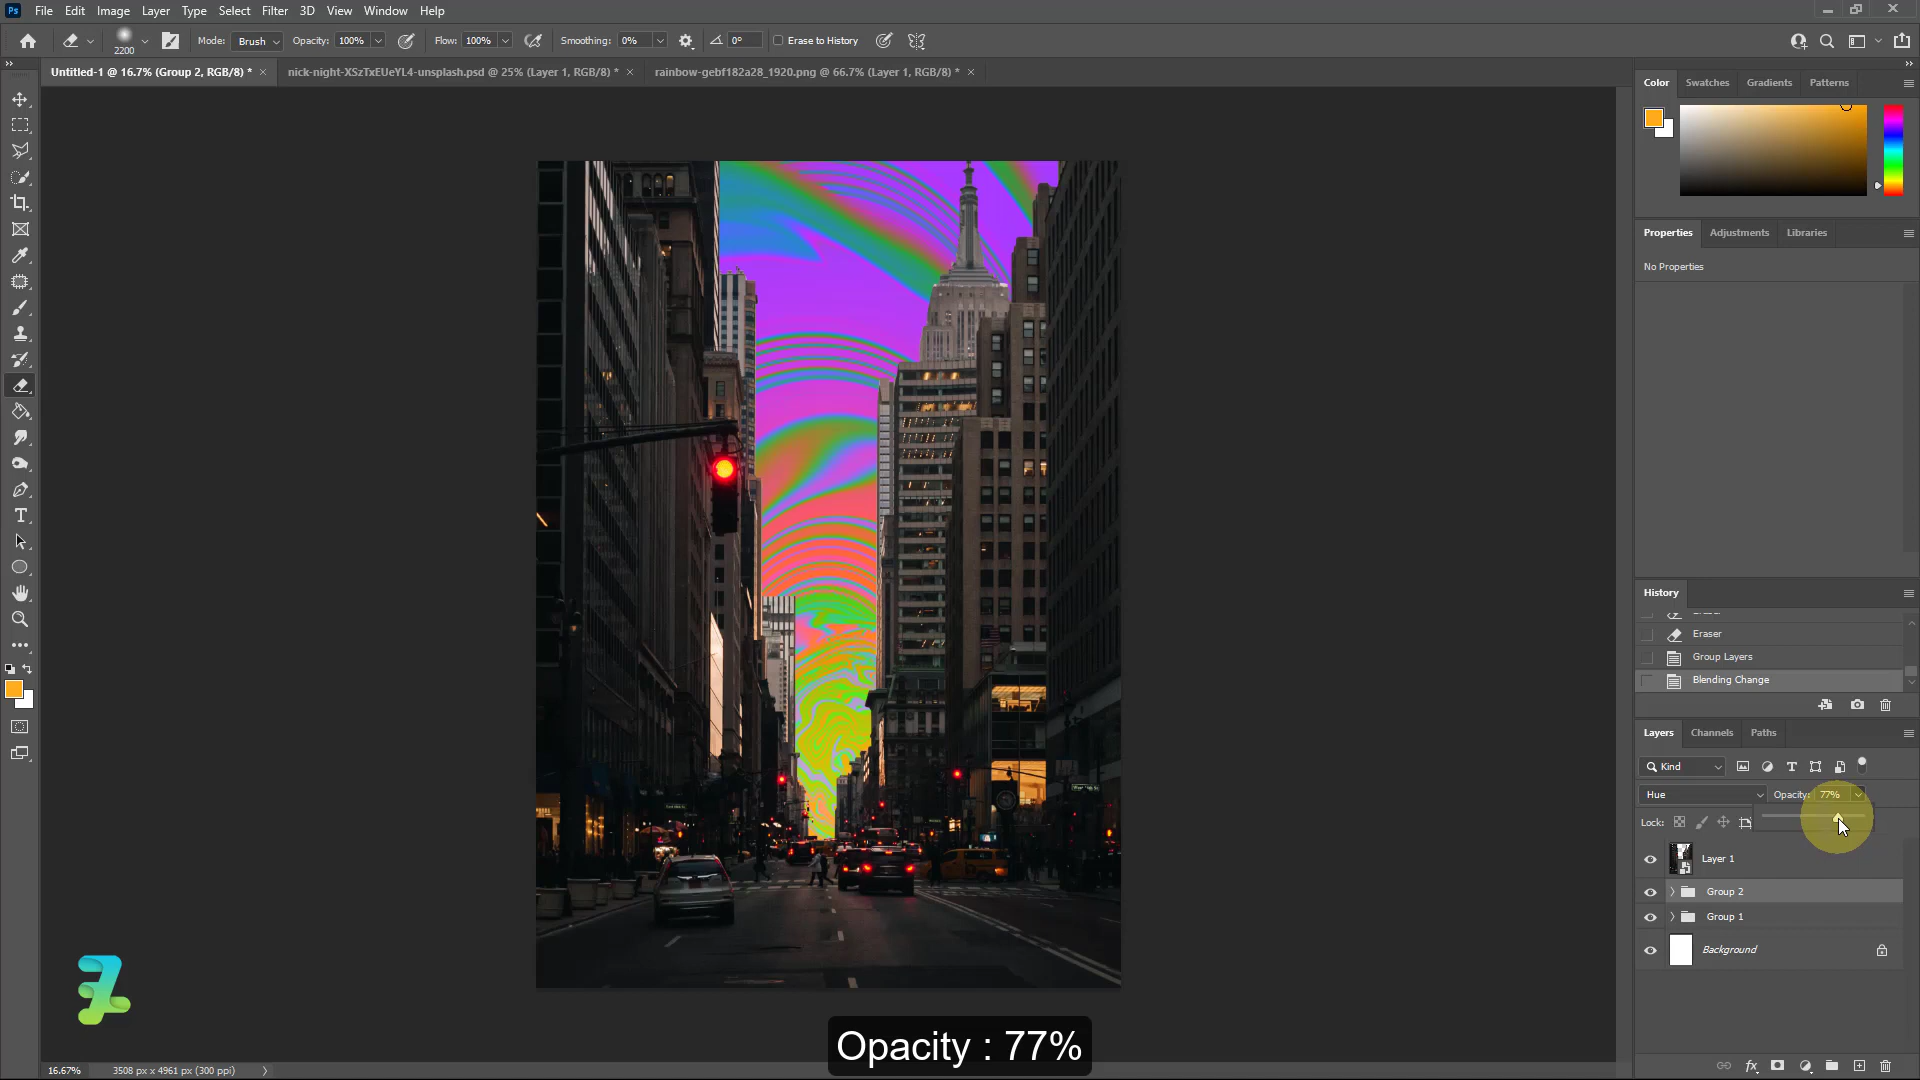 Ps File Edit Image Layer Type Select Filter 3D View Window Help
2200 Mode: Brush Opacity: 100% Flow: 100% Smoothing: 0% 0° Erase to History
Untitled-1 @ 16.7% (Group 2, RGB/8) * × nick-night-XSzTxEUeYL4-unsplash.psd @ 25% (Layer 1, RGB/8) * × rainbow-gebf182a28_1920.png @ 66.7% (Layer 1, RGB/8) * ×
Color Swatches Gradients Patterns
Properties Adjustments Libraries
No Properties
History
Eraser
Group Layers
Blending Change
Layers Channels Paths
Kind
Hue Opacity: 77%
Lock:
Layer 1
Group 2
Group 1
Background
Opacity : 77%
16.67% 3508 px x 4961 px (300 ppi)